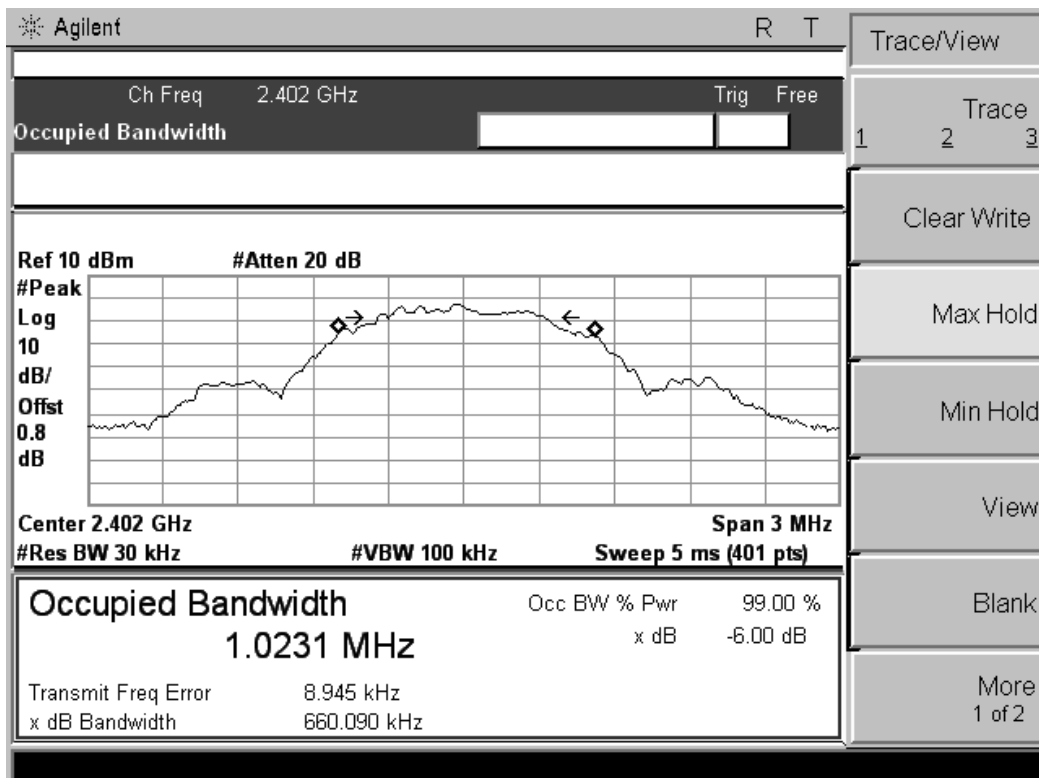 Agilent R T
Ch Freq 2.402 GHz Trig Free
Occupied Bandwidth
Ref 10 dBm #Atten 20 dB
#Peak
Log
10
dB/
Offst
0.8
dB
Center 2.402 GHz Span 3 MHz
#Res BW 30 kHz #VBW 100 kHz Sweep 5 ms (401 pts)
Occupied Bandwidth Occ BW % Pwr 99.00 %
1.0231 MHz x dB -6.00 dB
Transmit Freq Error 8.945 kHz
x dB Bandwidth 660.090 kHz
Trace/View
Trace
1 2 3
Clear Write
Max Hold
Min Hold
View
Blank
More
1 of 2